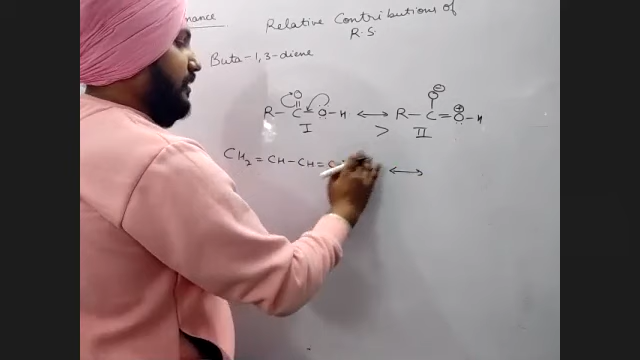 nance
Relative Contributions of
R.S.
Buta-1,3-diene
O
R-C-O-H ↔ R-C=O-H
I > II
CH₂=CH-CH=C ↔